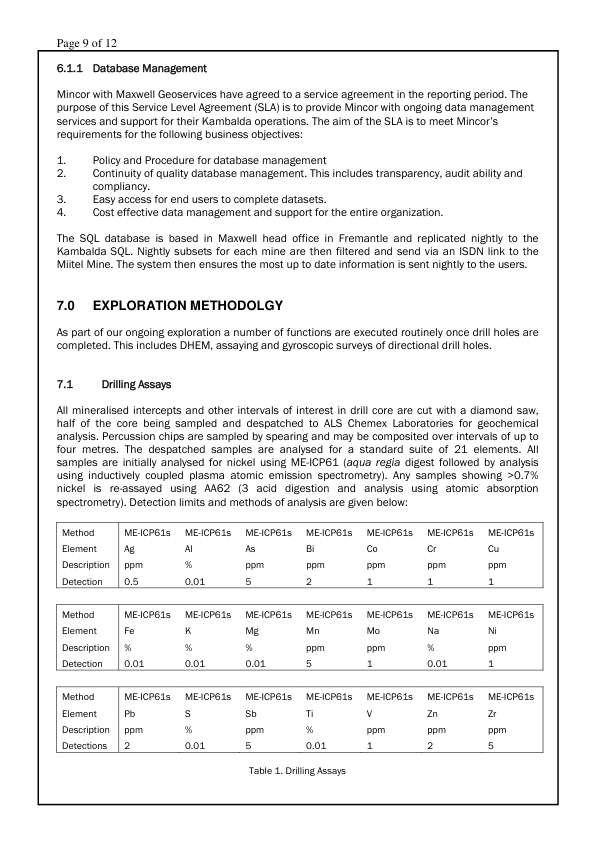 Page 9 of 12
6.1.1 Database Management
Mincor with Maxwell Geoservices have agreed to a service agreement in the reporting period. The
purpose of this Service Level Agreement (SLA) is to provide Mincor with ongoing data management
services and support for their Kambalda operations. The aim of the SLA is to meet Mincor's
requirements for the following business objectives:
1. Policy and Procedure for database management
2. Continuity of quality database management. This includes transparency, audit ability and
compliancy.
3. Easy access for end users to complete datasets.
4. Cost effective data management and support for the entire organization.
The SQL database is based in Maxwell head office in Fremantle and replicated nightly to the
Kambalda SQL. Nightly subsets for each mine are then filtered and send via an ISDN link to the
Miitel Mine. The system then ensures the most up to date information is sent nightly to the users.
7.0 EXPLORATION METHODOLGY
As part of our ongoing exploration a number of functions are executed routinely once drill holes are
completed. This includes DHEM, assaying and gyroscopic surveys of directional drill holes.
7.1 Drilling Assays
All mineralised intercepts and other intervals of interest in drill core are cut with a diamond saw,
half of the core being sampled and despatched to ALS Chemex Laboratories for geochemical
analysis. Percussion chips are sampled by spearing and may be composited over intervals of up to
four metres. The despatched samples are analysed for a standard suite of 21 elements. All
samples are initially analysed for nickel using ME-ICP61 (aqua regia digest followed by analysis
using inductively coupled plasma atomic emission spectrometry). Any samples showing >0.7%
nickel is re-assayed using AA62 (3 acid digestion and analysis using atomic absorption
spectrometry). Detection limits and methods of analysis are given below:
Method ME-ICP61s ME-ICP61s ME-ICP61s ME-ICP61s ME-ICP61s ME-ICP61s ME-ICP61s
Element Ag Al As Bi Co Cr Cu
Description ppm % ppm ppm ppm ppm ppm
Detection 0.5 0.01 5 2 1 1 1
Method ME-ICP61s ME-ICP61s ME-ICP61s ME-ICP61s ME-ICP61s ME-ICP61s ME-ICP61s
Element Fe K Mg Mn Mo Na Ni
Description % % % ppm ppm % ppm
Detection 0.01 0.01 0.01 5 1 0.01 1
Method ME-ICP61s ME-ICP61s ME-ICP61s ME-ICP61s ME-ICP61s ME-ICP61s ME-ICP61s
Element Pb S Sb Ti V Zn Zr
Description ppm % ppm % ppm ppm ppm
Detections 2 0.01 5 0.01 1 2 5
Table 1. Drilling Assays